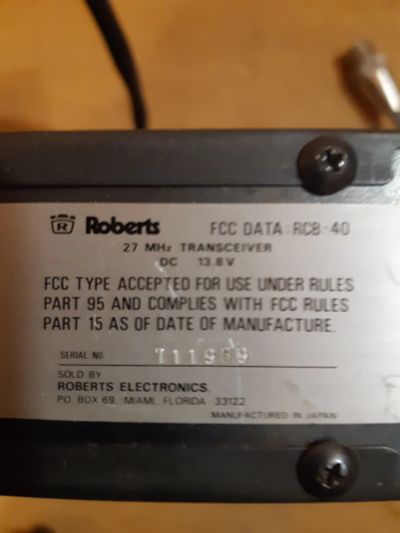 R Roberts FCC DATA: RCB-40
27 MHz TRANSCEIVER
DC 13.8V
FCC TYPE ACCEPTED FOR USE UNDER RULES
PART 95 AND COMPLIES WITH FCC RULES
PART 15 AS OF DATE OF MANUFACTURE.
SERIAL NO. 711969
SOLD BY
ROBERTS ELECTRONICS.
PO BOX 69, MIAMI, FLORIDA 33122
MANUFACTURED IN JAPAN